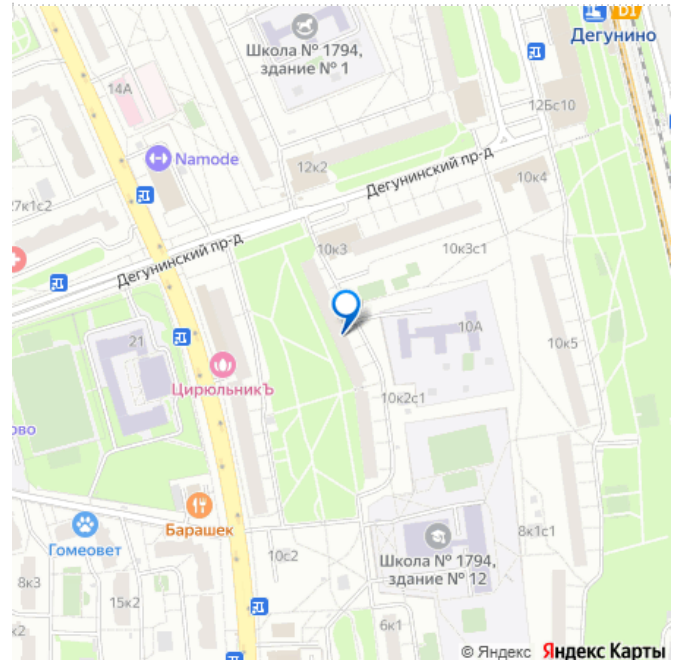 Дегунино
Школа № 1794,
здание № 1
14А
12Бс10
Namode
12к2
Дегунинский пр-д
10к4
27к1с2
10к3
10к3с1
Дегунинский пр-д
21
10А
10к5
ЦирюльникЪ
10к2с1
ово
Барашек
Гомеовет
8к1с1
10с2
Школа № 1794,
здание № 12
8к3
15к2
6к1
к2
© Яндекс Яндекс Карты